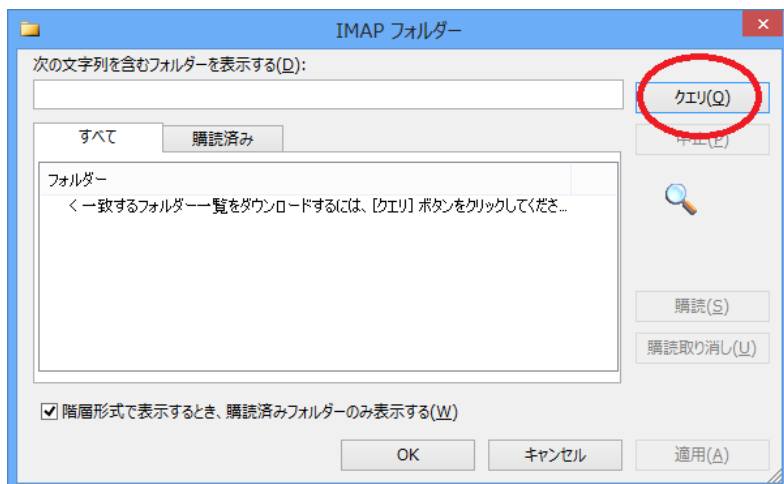 IMAP フォルダー
次の文字列を含むフォルダーを表示する(D):
クエリ(Q)
すべて
購読済み
中止(P)
フォルダー
< 一致するフォルダー一覧をダウンロードするには、[クエリ] ボタンをクリックしてくださ...
購読(S)
購読取り消し(U)
階層形式で表示するとき、購読済みフォルダーのみ表示する(W)
OK
キャンセル
適用(A)